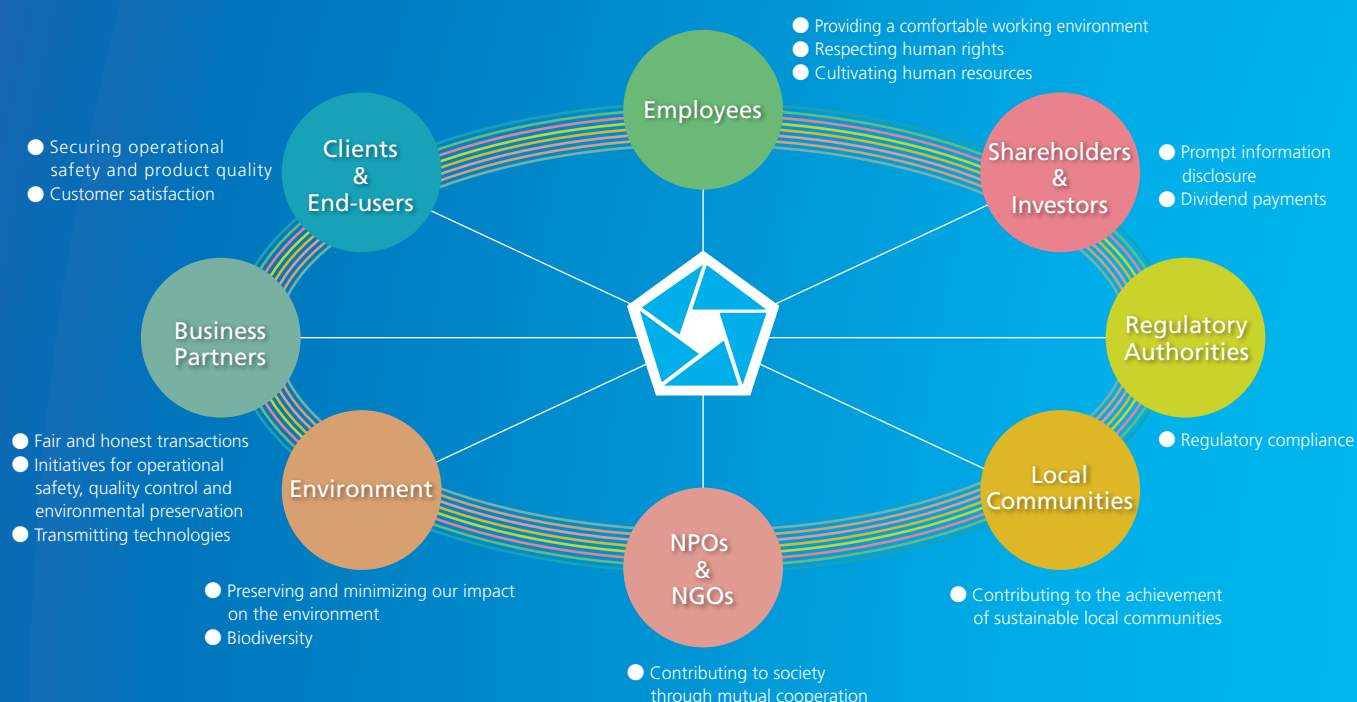 Employees
Providing a comfortable working environment
Respecting human rights
Cultivating human resources
Shareholders
&
Investors
Prompt information
disclosure
Dividend payments
Regulatory
Authorities
Regulatory compliance
Local
Communities
Contributing to the achievement
of sustainable local communities
NPOs
&
NGOs
Contributing to society
through mutual cooperation
Environment
Preserving and minimizing our impact
on the environment
Biodiversity
Business
Partners
Fair and honest transactions
Initiatives for operational
safety, quality control and
environmental preservation
Transmitting technologies
Clients
&
End-users
Securing operational
safety and product quality
Customer satisfaction